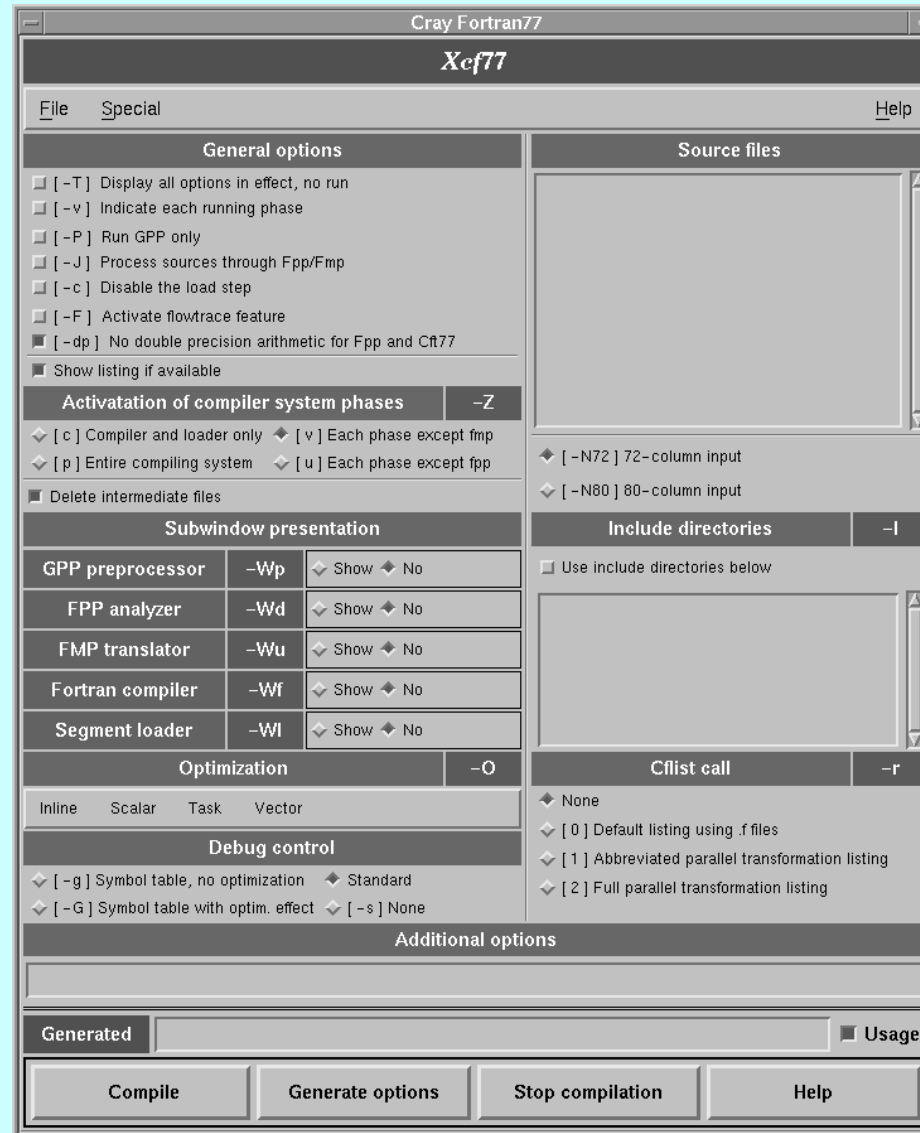 Cray Fortran77
Xcf77
File Special Help
General options
[ -T ] Display all options in effect, no run
[ -v ] Indicate each running phase
[ -P ] Run GPP only
[ -J ] Process sources through Fpp/Fmp
[ -c ] Disable the load step
[ -F ] Activate flowtrace feature
[ -dp ] No double precision arithmetic for Fpp and Cft77
Show listing if available
Activatation of compiler system phases -Z
[ c ] Compiler and loader only [ v ] Each phase except fmp
[ p ] Entire compiling system [ u ] Each phase except fpp
Delete intermediate files
Subwindow presentation
GPP preprocessor -Wp Show No
FPP analyzer -Wd Show No
FMP translator -Wu Show No
Fortran compiler -Wf Show No
Segment loader -Wl Show No
Optimization -O
Inline Scalar Task Vector
Debug control
[ -g ] Symbol table, no optimization Standard
[ -G ] Symbol table with optim. effect [ -s ] None
Source files
[ -N72 ] 72-column input
[ -N80 ] 80-column input
Include directories -I
Use include directories below
Cflist call -r
None
[ 0 ] Default listing using .f files
[ 1 ] Abbreviated parallel transformation listing
[ 2 ] Full parallel transformation listing
Additional options
Generated Usage
Compile Generate options Stop compilation Help